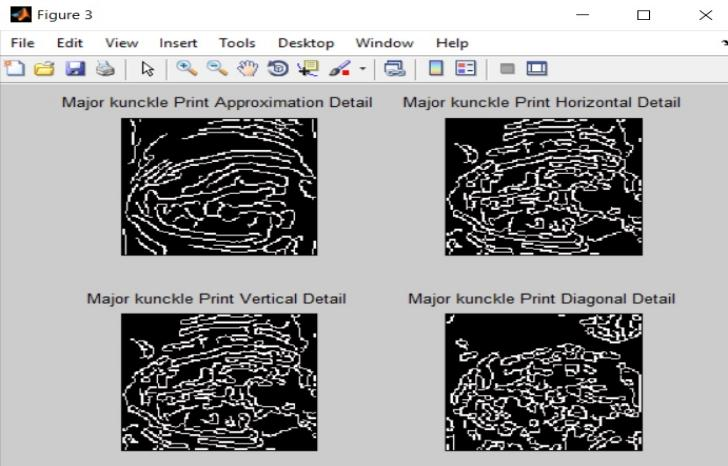 Figure 3
File Edit View Insert Tools Desktop Window Help
Major kunckle Print Approximation Detail
Major kunckle Print Horizontal Detail
Major kunckle Print Vertical Detail
Major kunckle Print Diagonal Detail